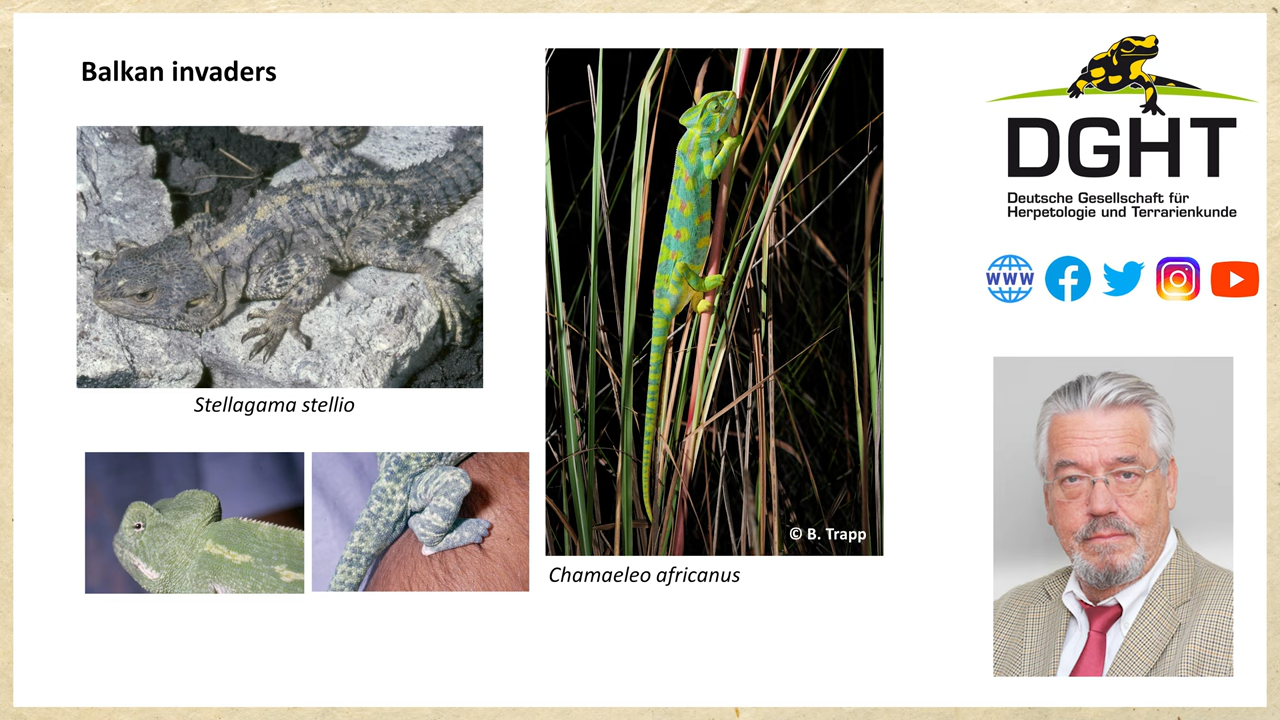 Balkan invaders
Stellagama stellio
© B. Trapp
Chamaeleo africanus
DGHT
Deutsche Gesellschaft für
Herpetologie und Terrarienkunde
WWW